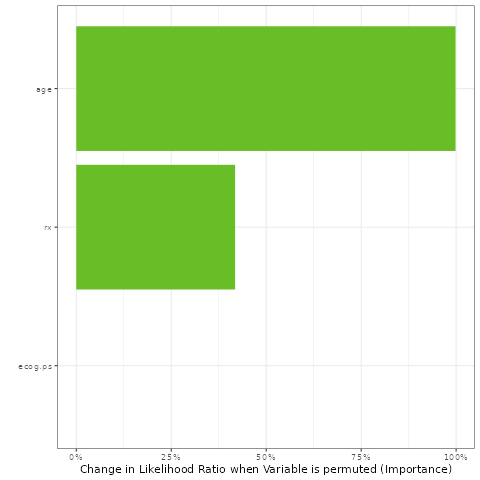 age
rx
ecog.ps
0% 25% 50% 75% 100%
Change in Likelihood Ratio when Variable is permuted (Importance)